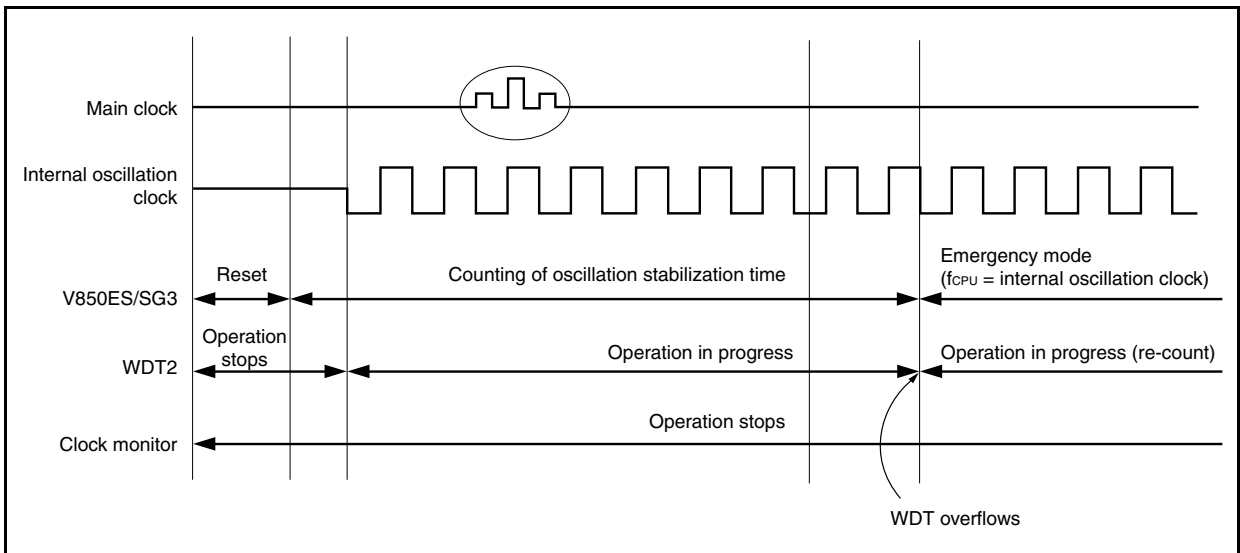 Main clock
Internal oscillation
clock
V850ES/SG3
Reset
Counting of oscillation stabilization time
Emergency mode
(fCPU = internal oscillation clock)
WDT2
Operation
stops
Operation in progress
Operation in progress (re-count)
Clock monitor
Operation stops
WDT overflows